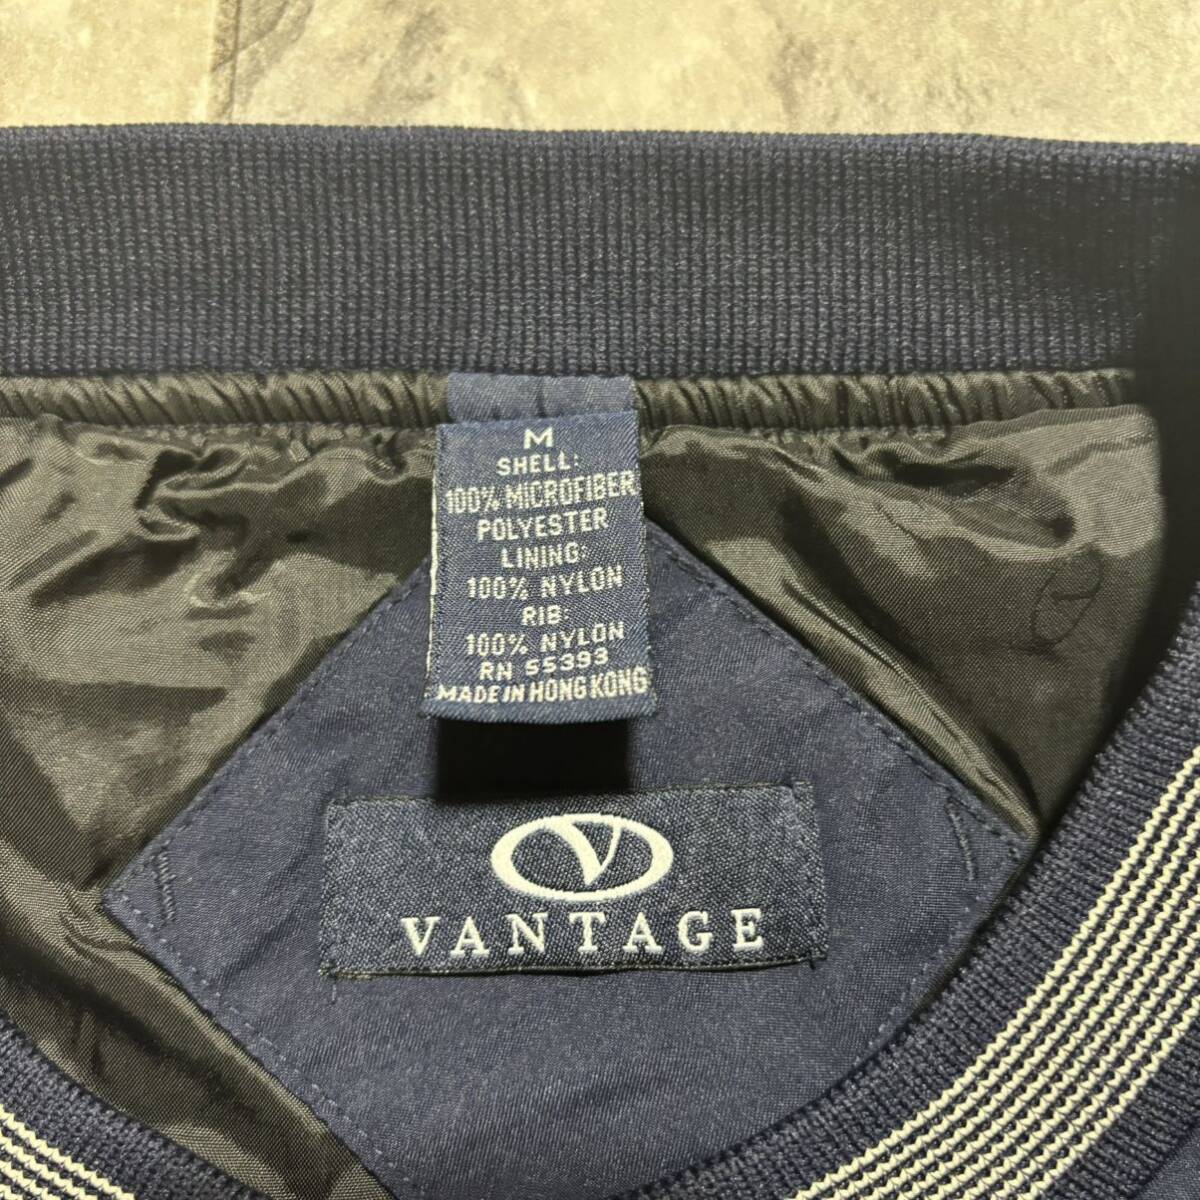 M
SHELL:
100% MICROFIBER
POLYESTER
LINING:
100% NYLON
RIB:
100% NYLON
RN 55393
MADE IN HONG KONG
V
VANTAGE